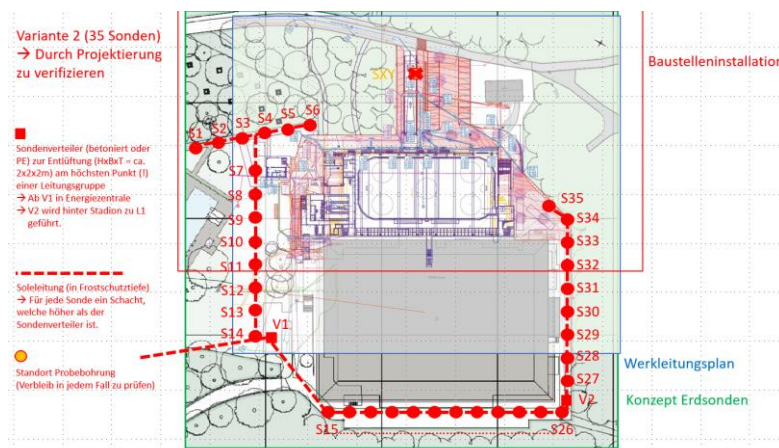 Variante 2 (35 Sonden)
→ Durch Projektierung
zu verifizieren
Sondenverteiler (betoniert oder
PE) zur Entlüftung (HxBxT = ca.
2x2x2m) am höchsten Punkt (!)
einer Leitungsgruppe
→ Ab V1 in Energiezentrale
→ V2 wird hinter Stadion zu L1
geführt.
Soleleitung (in Frostschutztiefe)
→ Für jede Sonde ein Schacht,
welche höher als der
Sondenverteiler ist.
Standort Probebohrung
(Verbleib in jedem Fall zu prüfen)
SXY
Baustelleninstallation
S1
S2
S3
S4
S5
S6
S7
S8
S9
S10
S11
S12
S13
S14
V1
S15
S26
V2
S27
S28
S29
S30
S31
S32
S33
S34
S35
Werkleitungsplan
Konzept Erdsonden